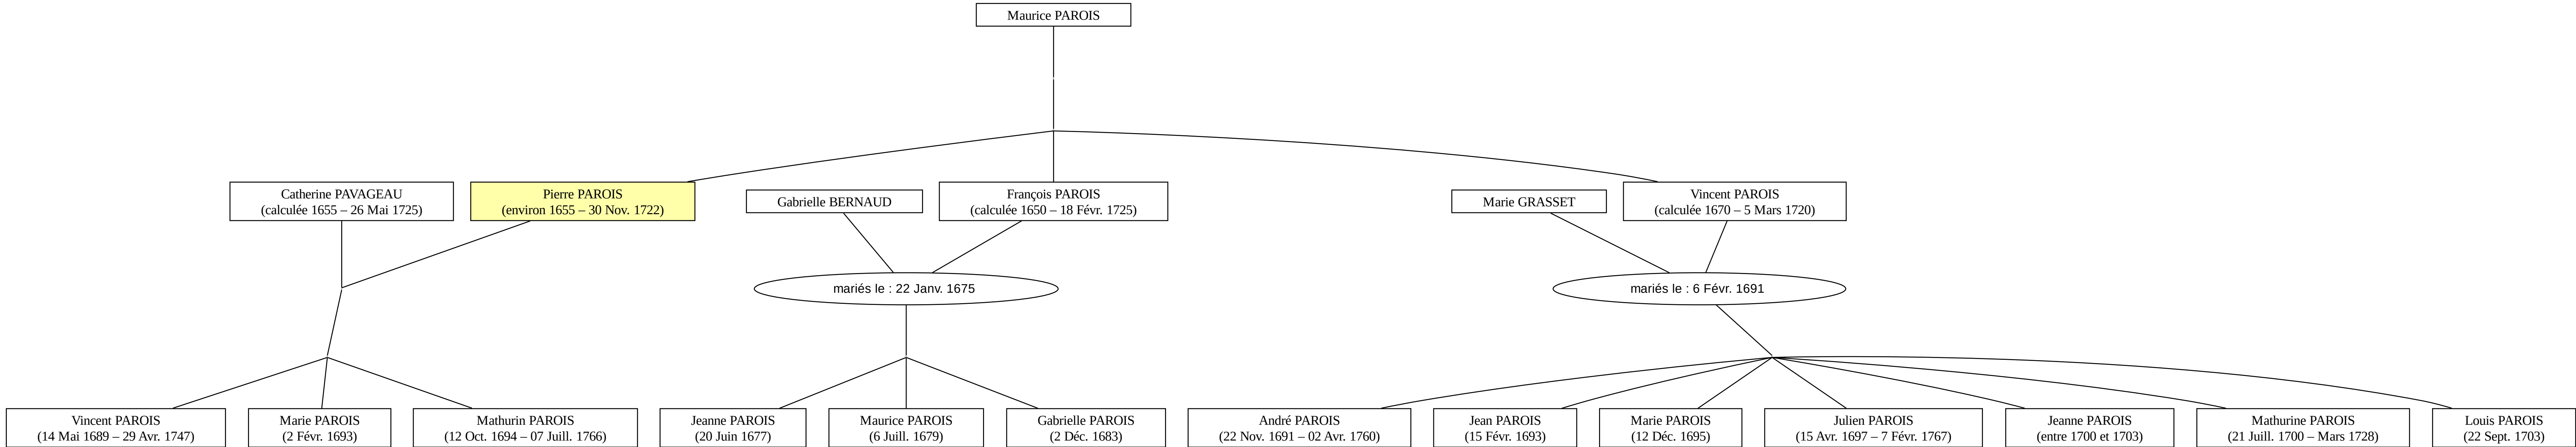 Maurice PAROIS
Catherine PAVAGEAU
(calculée 1655 – 26 Mai 1725)
Pierre PAROIS
(environ 1655 – 30 Nov. 1722)
Gabrielle BERNAUD
François PAROIS
(calculée 1650 – 18 Févr. 1725)
Marie GRASSET
Vincent PAROIS
(calculée 1670 – 5 Mars 1720)
mariés le : 22 Janv. 1675
mariés le : 6 Févr. 1691
Vincent PAROIS
(14 Mai 1689 – 29 Avr. 1747)
Marie PAROIS
(2 Févr. 1693)
Mathurin PAROIS
(12 Oct. 1694 – 07 Juill. 1766)
Jeanne PAROIS
(20 Juin 1677)
Maurice PAROIS
(6 Juill. 1679)
Gabrielle PAROIS
(2 Déc. 1683)
André PAROIS
(22 Nov. 1691 – 02 Avr. 1760)
Jean PAROIS
(15 Févr. 1693)
Marie PAROIS
(12 Déc. 1695)
Julien PAROIS
(15 Avr. 1697 – 7 Févr. 1767)
Jeanne PAROIS
(entre 1700 et 1703)
Mathurine PAROIS
(21 Juill. 1700 – Mars 1728)
Louis PAROIS
(22 Sept. 1703)